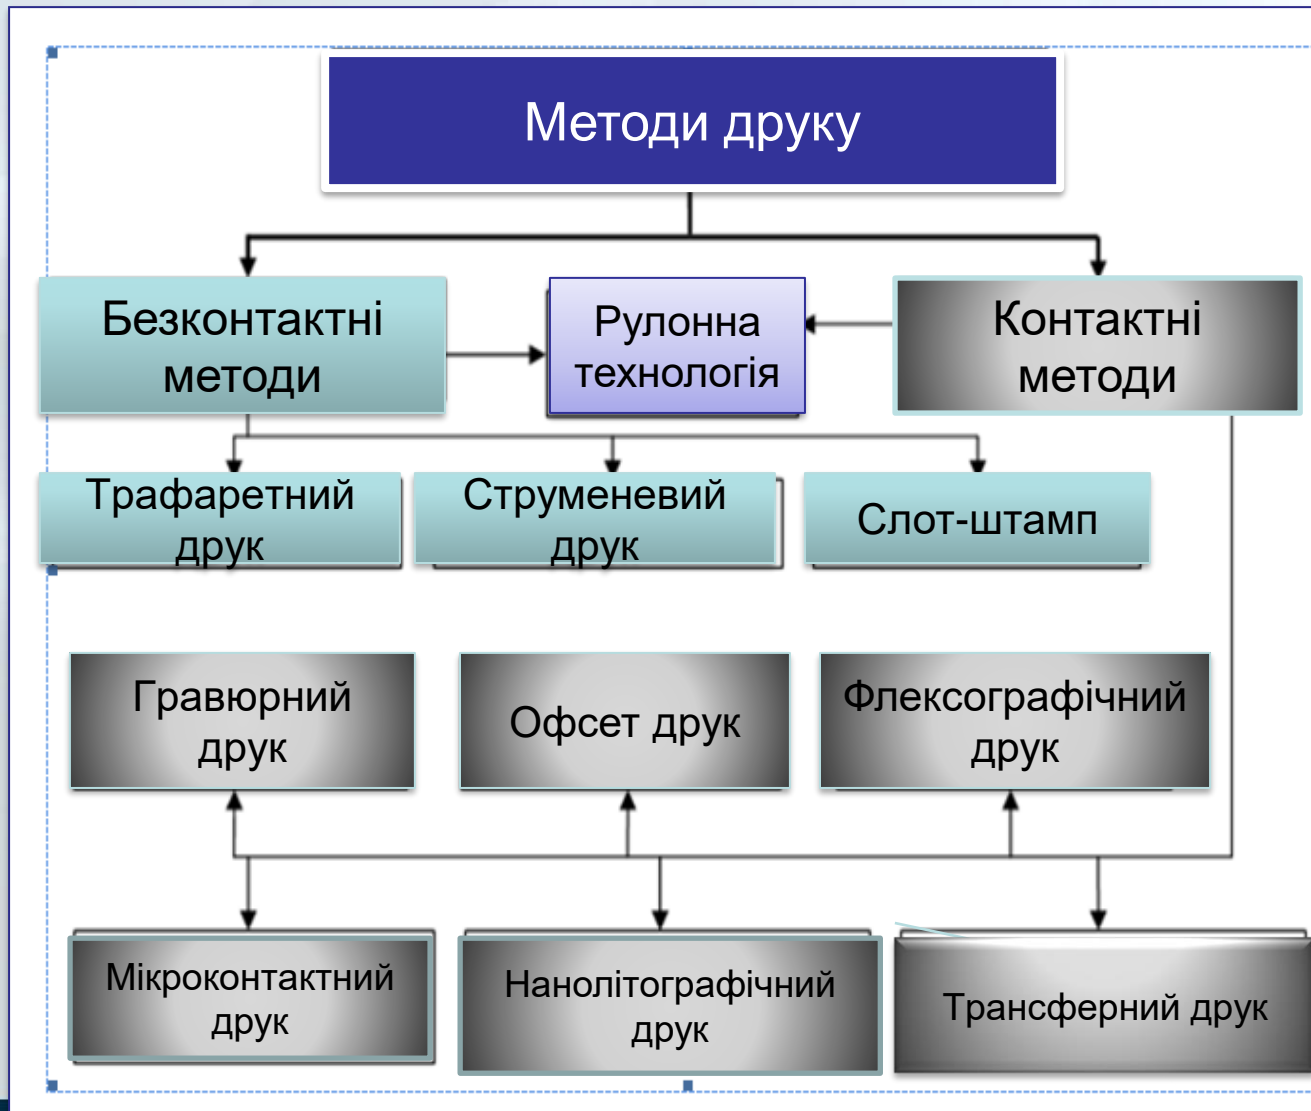 Методи друку
Безконтактні
методи
Рулонна
технологія
Контактні
методи
Трафаретний
друк
Струменевий
друк
Слот-штамп
Гравюрний
друк
Офсет друк
Флексографічний
друк
Мікроконтактний
друк
Нанолітографічний
друк
Трансферний друк